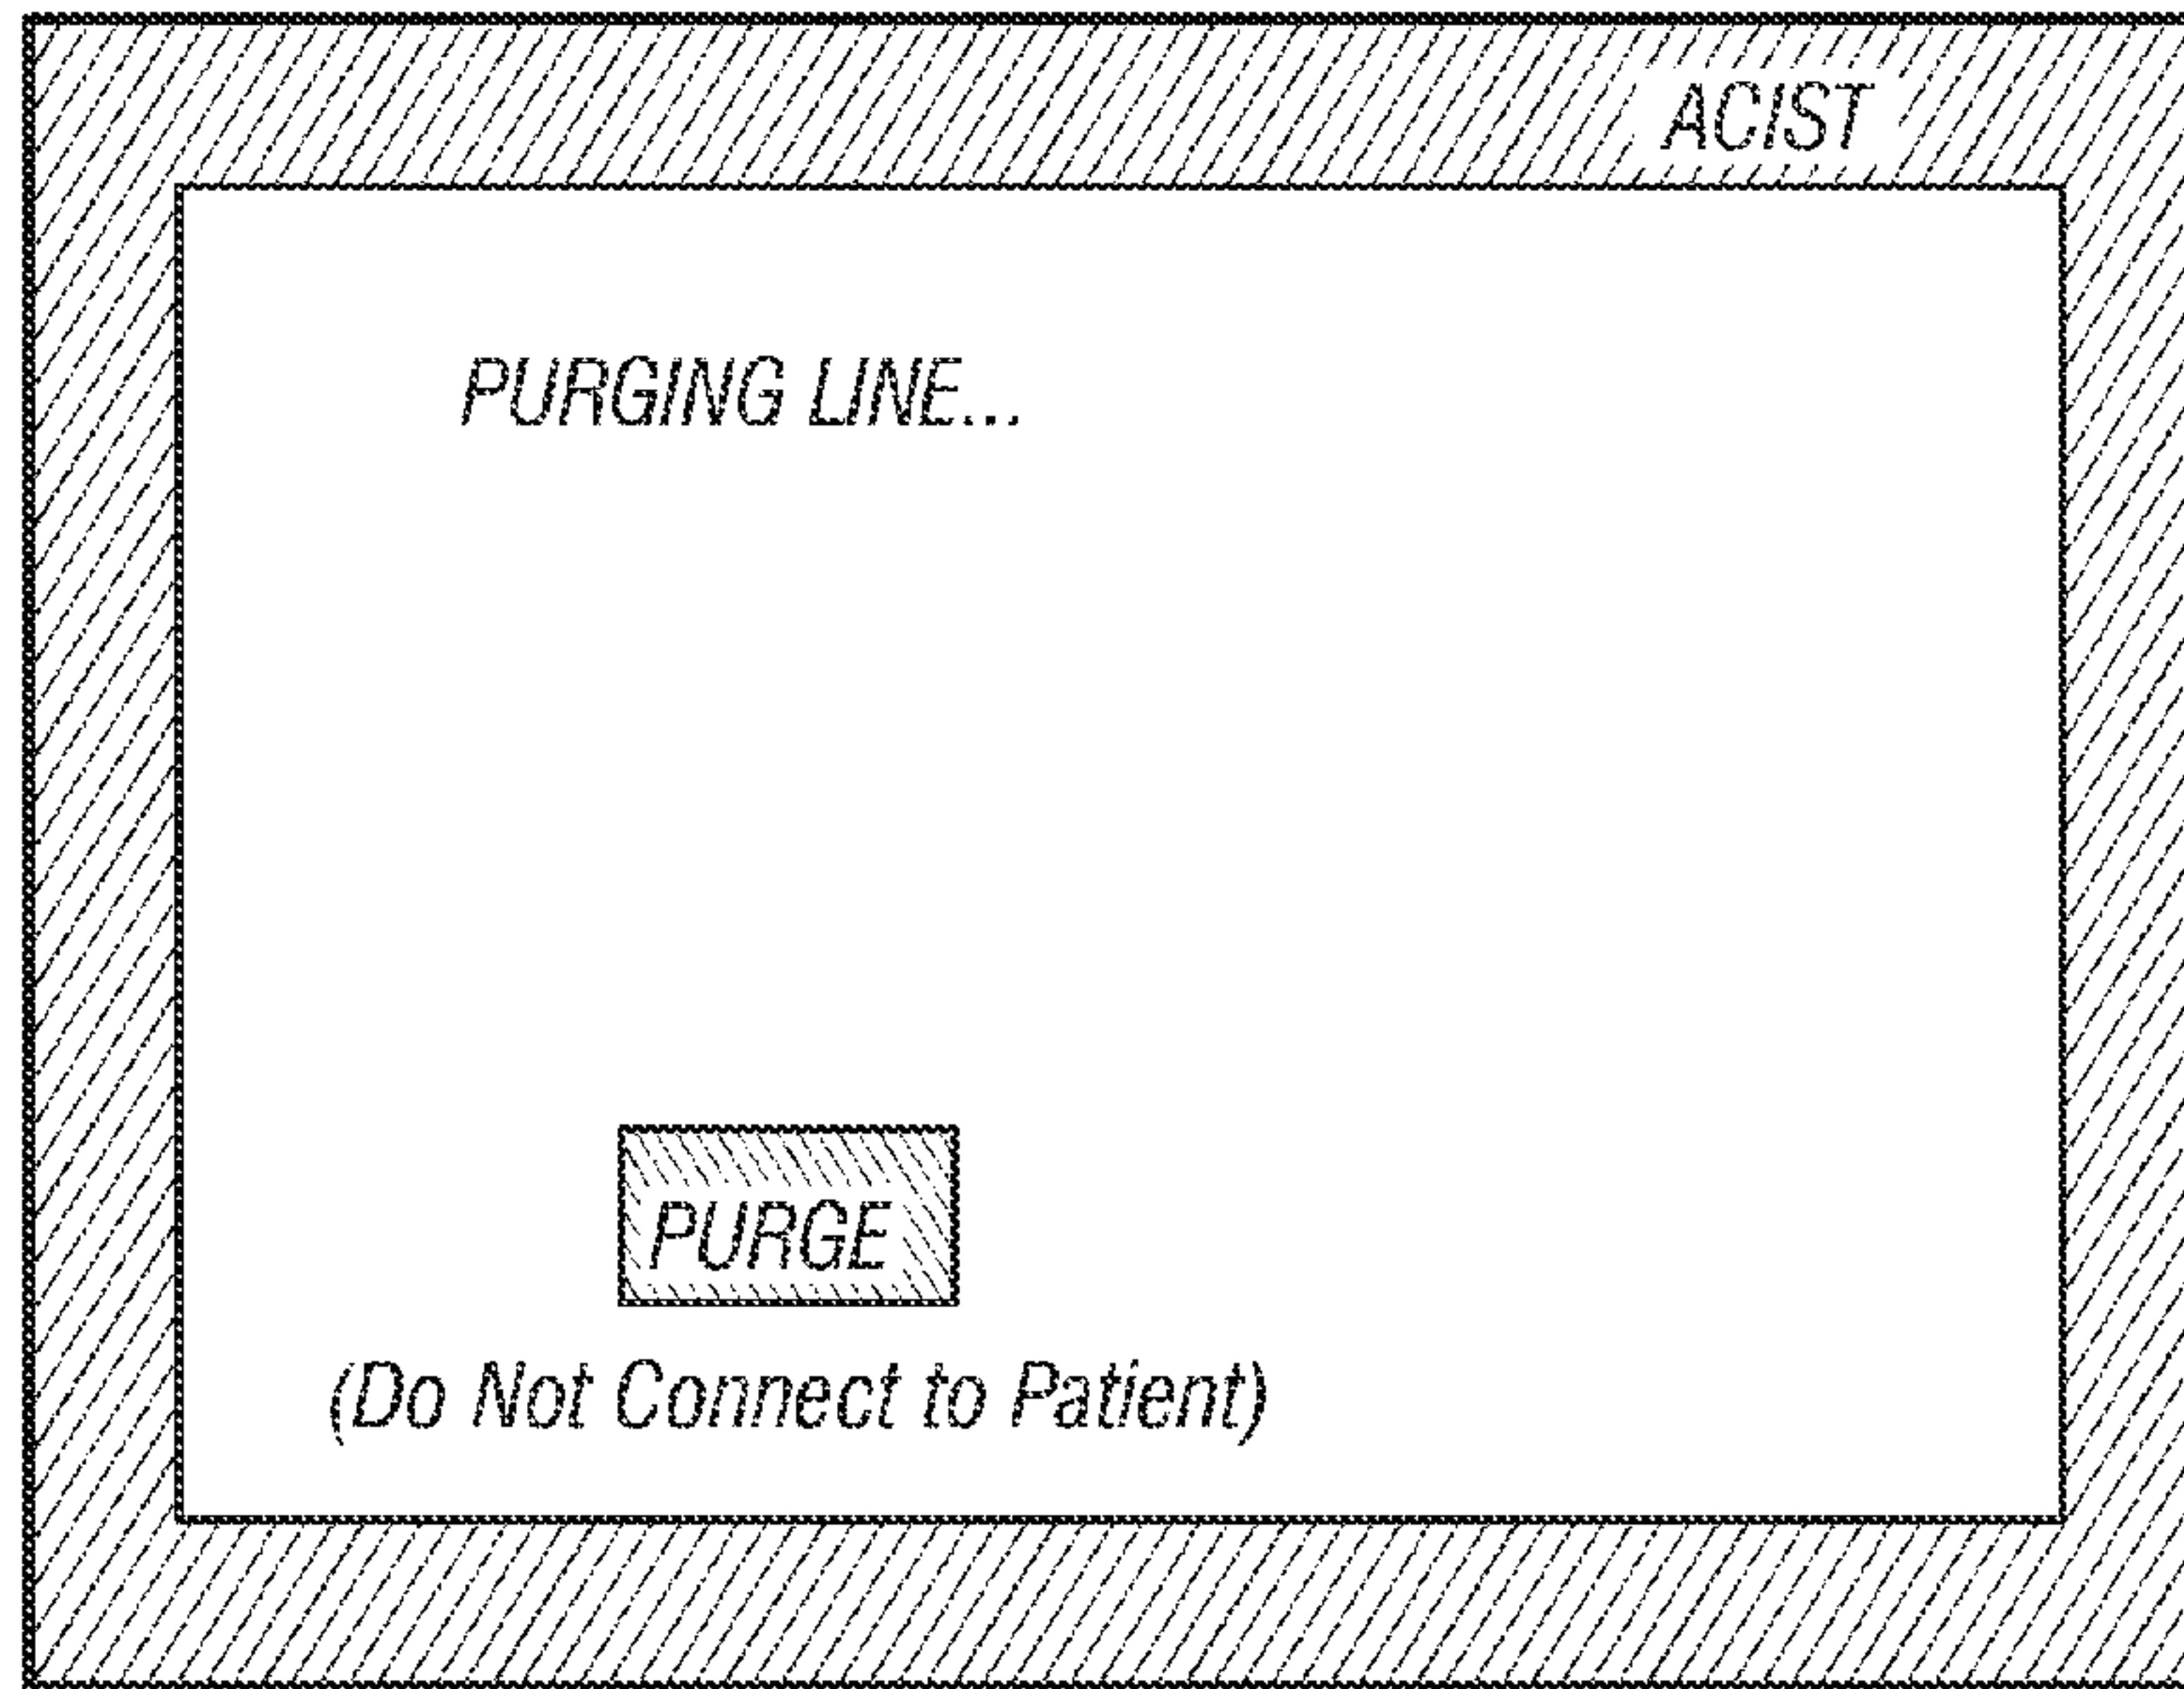 ACIST
PURGING LINE...
PURGE
(Do Not Connect to Patient)